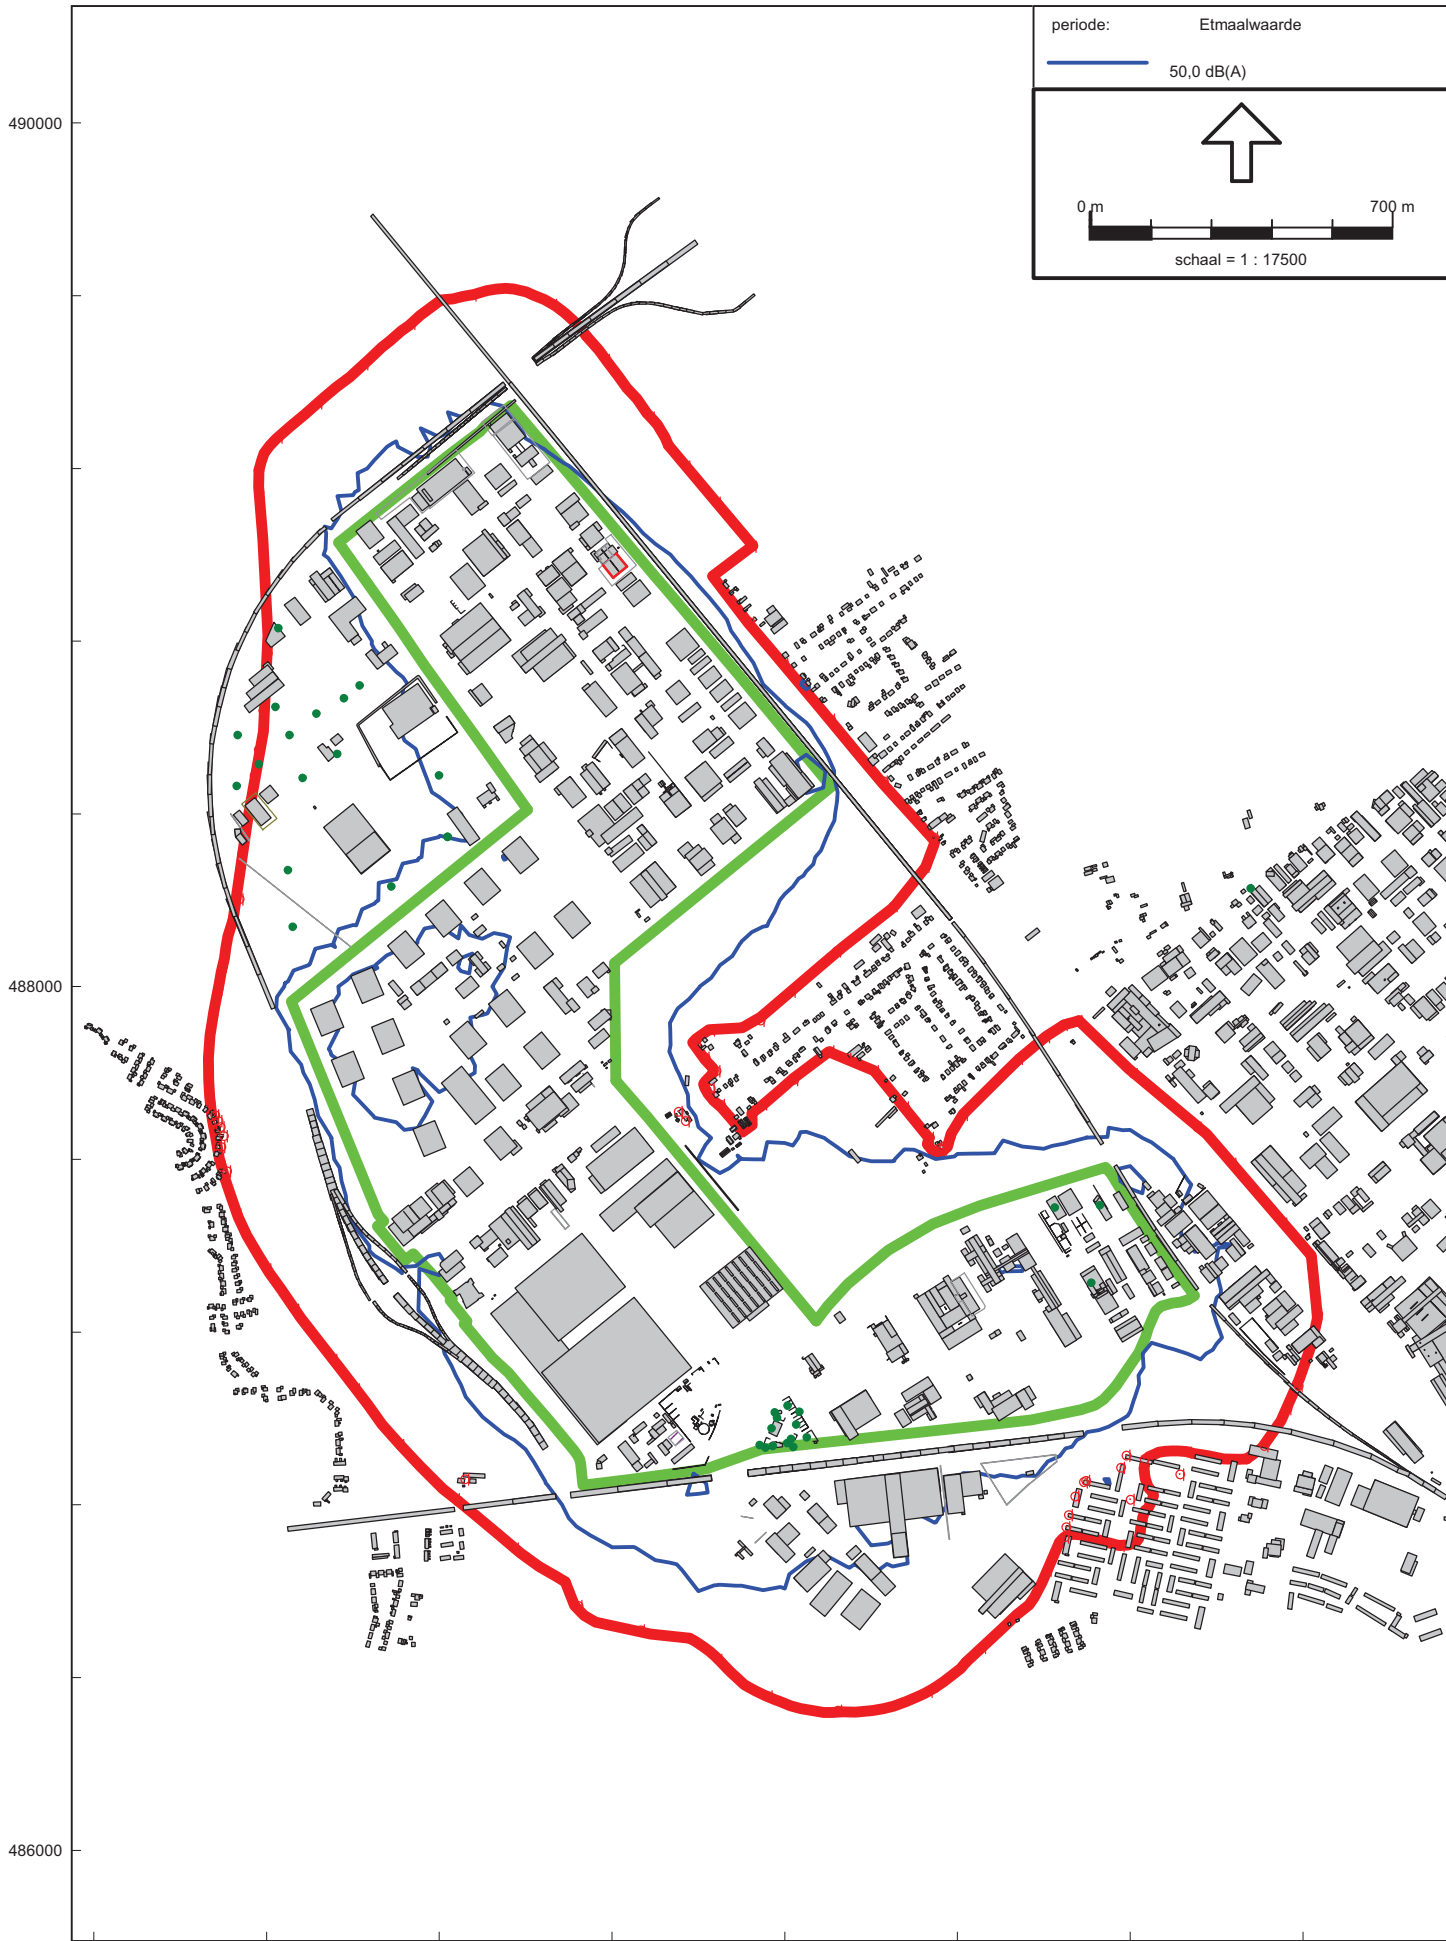 periode: Etmaalwaarde
50,0 dB(A)
490000
0 m 700 m
schaal = 1 : 17500
488000
486000